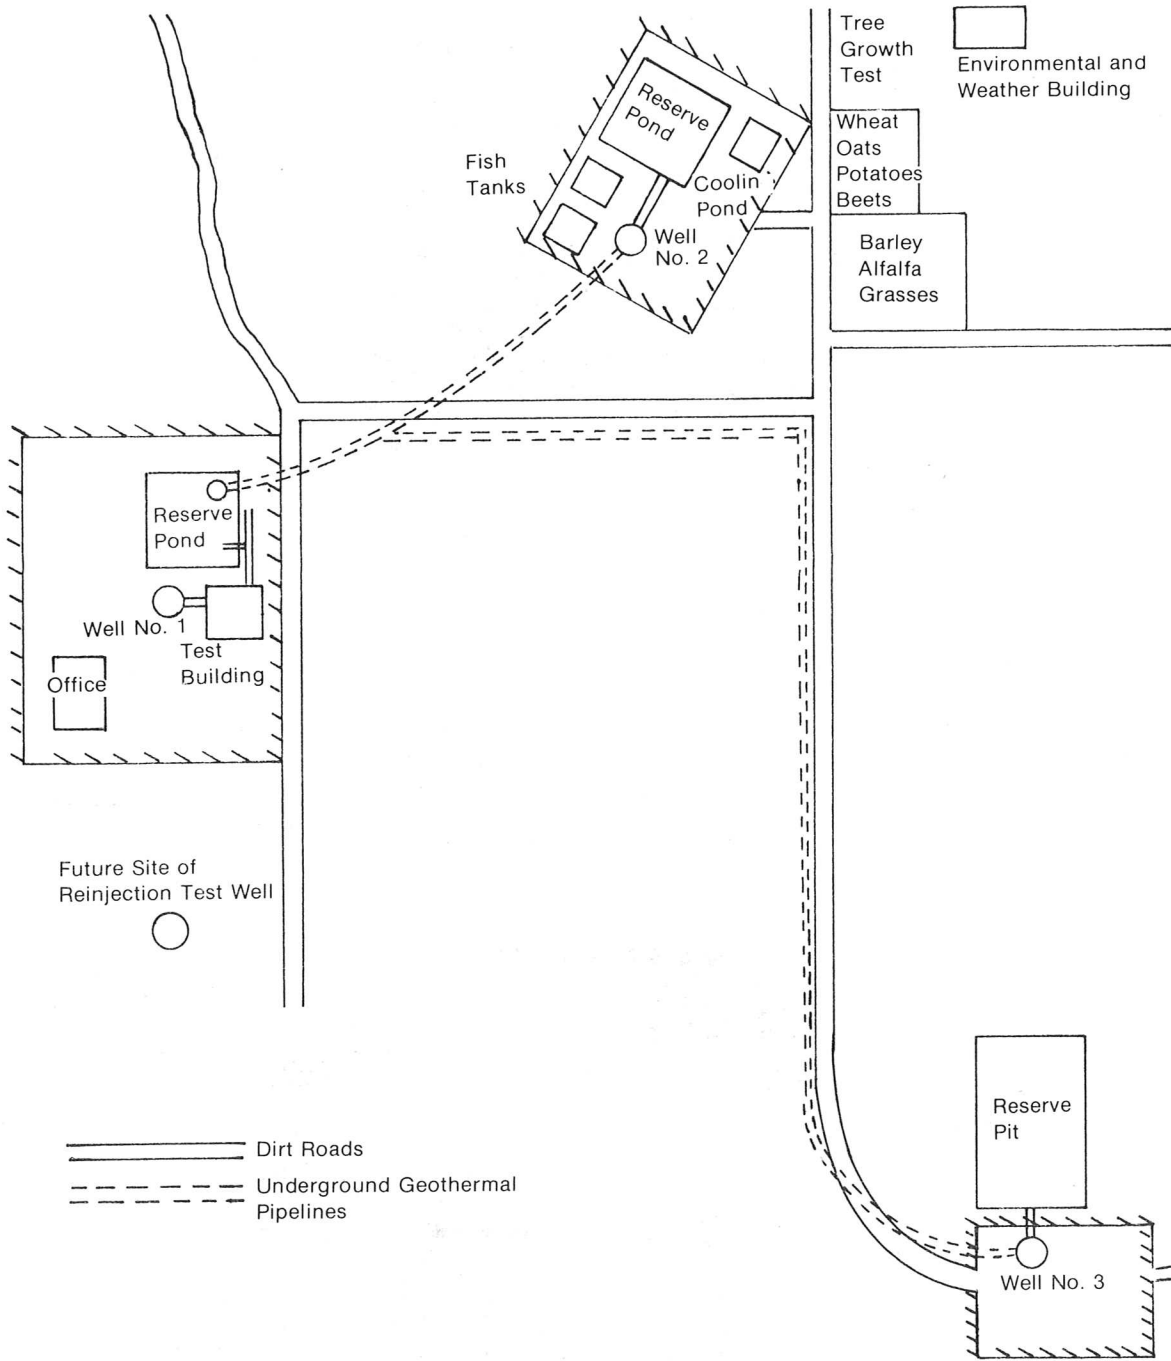 Tree
Growth
Test
Environmental and
Weather Building
Reserve
Pond
Wheat
Oats
Potatoes
Beets
Fish
Tanks
Coolin
Pond
Well
No. 2
Barley
Alfalfa
Grasses
Reserve
Pond
Well No. 1
Test
Building
Office
Future Site of
Reinjection Test Well
Reserve
Pit
Dirt Roads
Underground Geothermal
Pipelines
Well No. 3